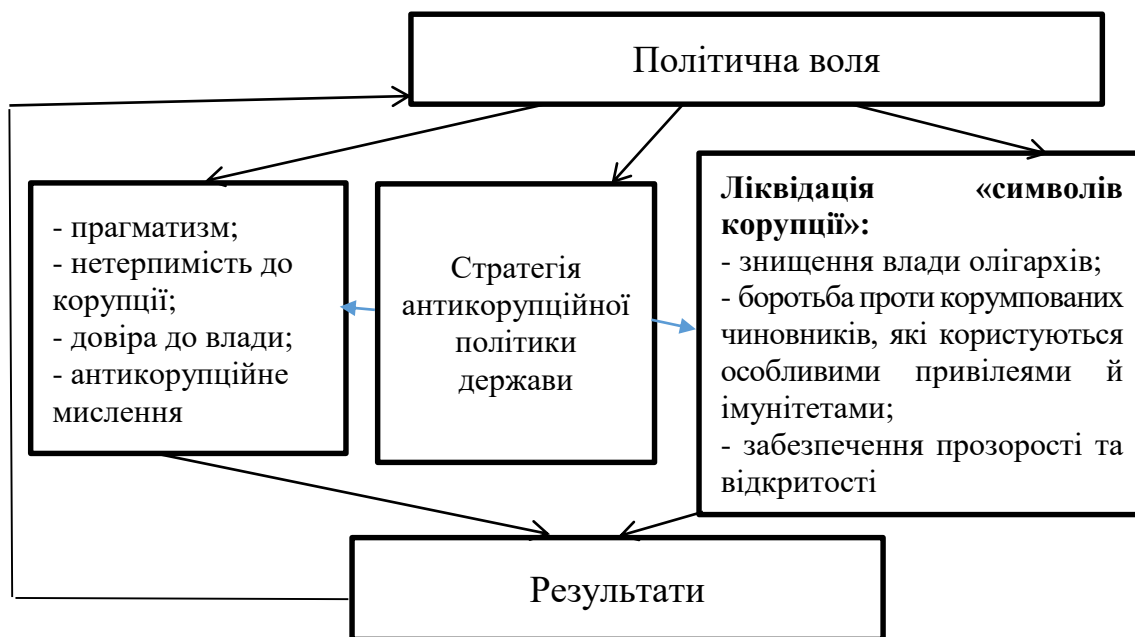 Політична воля
- прагматизм;
- нетерпимість до
корупції;
- довіра до влади;
- антикорупційне
мислення
Стратегія
антикорупційної
політики
держави
Ліквідація «символів
корупції»:
- знищення влади олігархів;
- боротьба проти корумпованих
чиновників, які користуються
особливими привілеями й
імунітетами;
- забезпечення прозорості та
відкритості
Результати